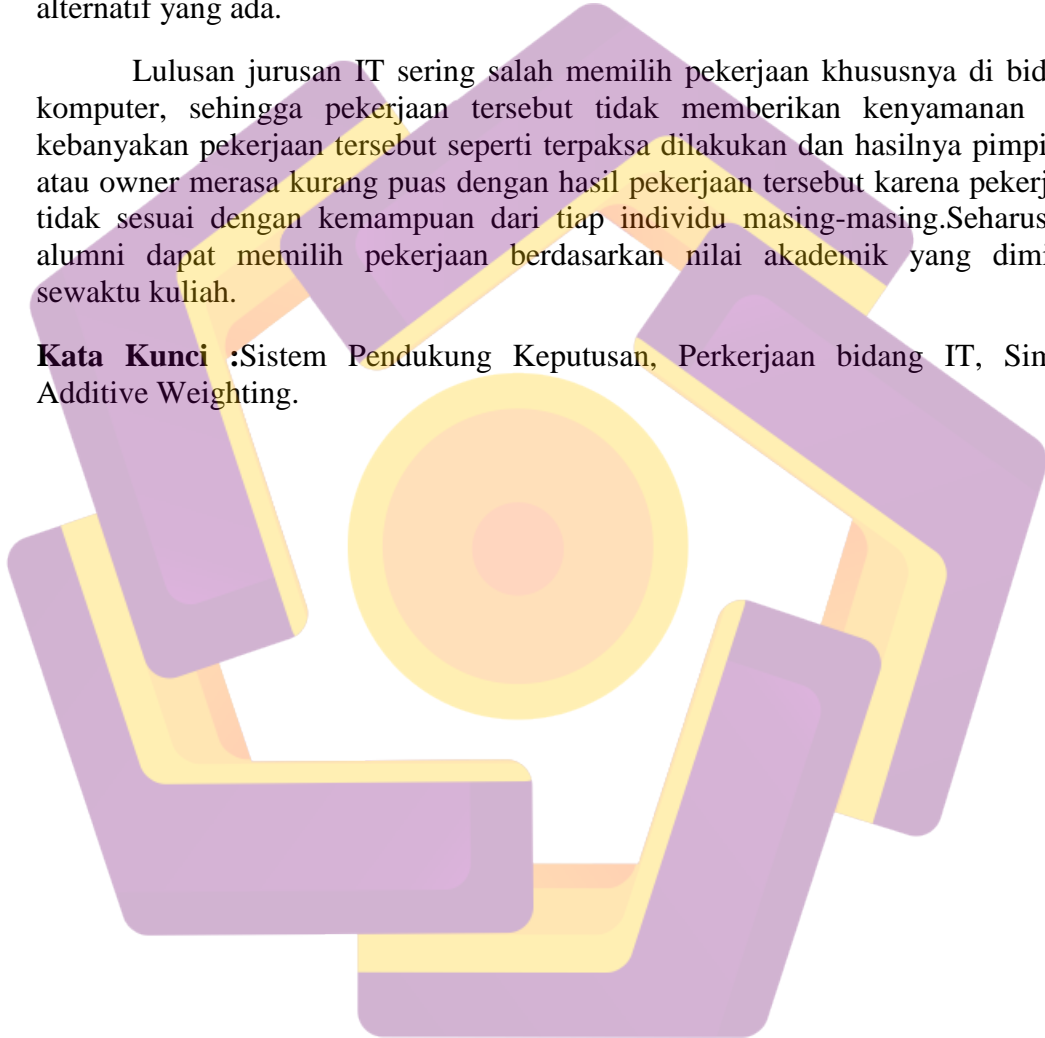 alternatif yang ada.
Lulusan jurusan IT sering salah memilih pekerjaan khususnya di bid
komputer, sehingga pekerjaan tersebut tidak memberikan kenyamanan
kebanyakan pekerjaan tersebut seperti terpaksa dilakukan dan hasilnya pimpi
atau owner merasa kurang puas dengan hasil pekerjaan tersebut karena pekerj
tidak sesuai dengan kemampuan dari tiap individu masing-masing.Seharus
alumni dapat memilih pekerjaan berdasarkan nilai akademik yang dimi
sewaktu kuliah.
Kata Kunci :Sistem Pendukung Keputusan, Perkerjaan bidang IT, Sim
Additive Weighting.